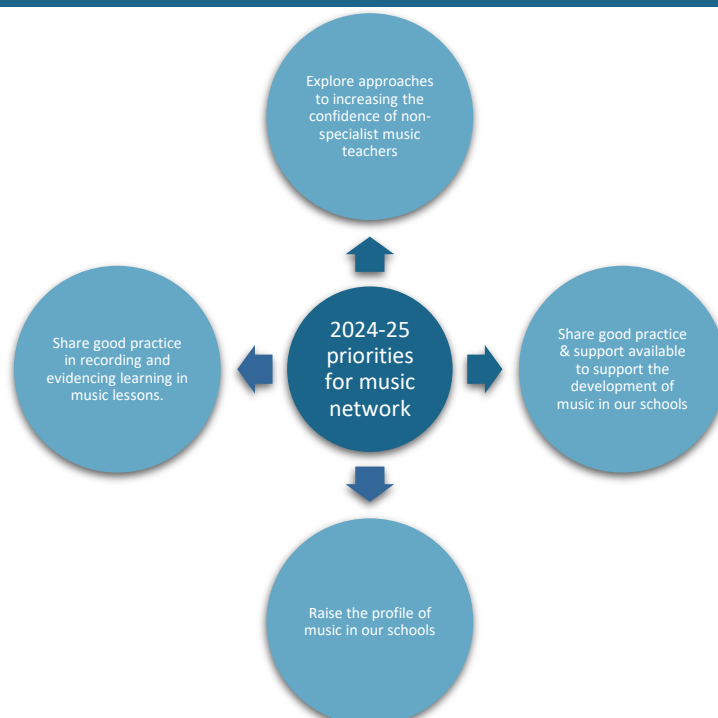 Explore approaches
to increasing the
confidence of non-
specialist music
teachers
Share good practice
in recording and
evidencing learning in
music lessons.
2024-25
priorities
for music
network
Share good practice
& support available
to support the
development of
music in our schools
Raise the profile of
music in our schools